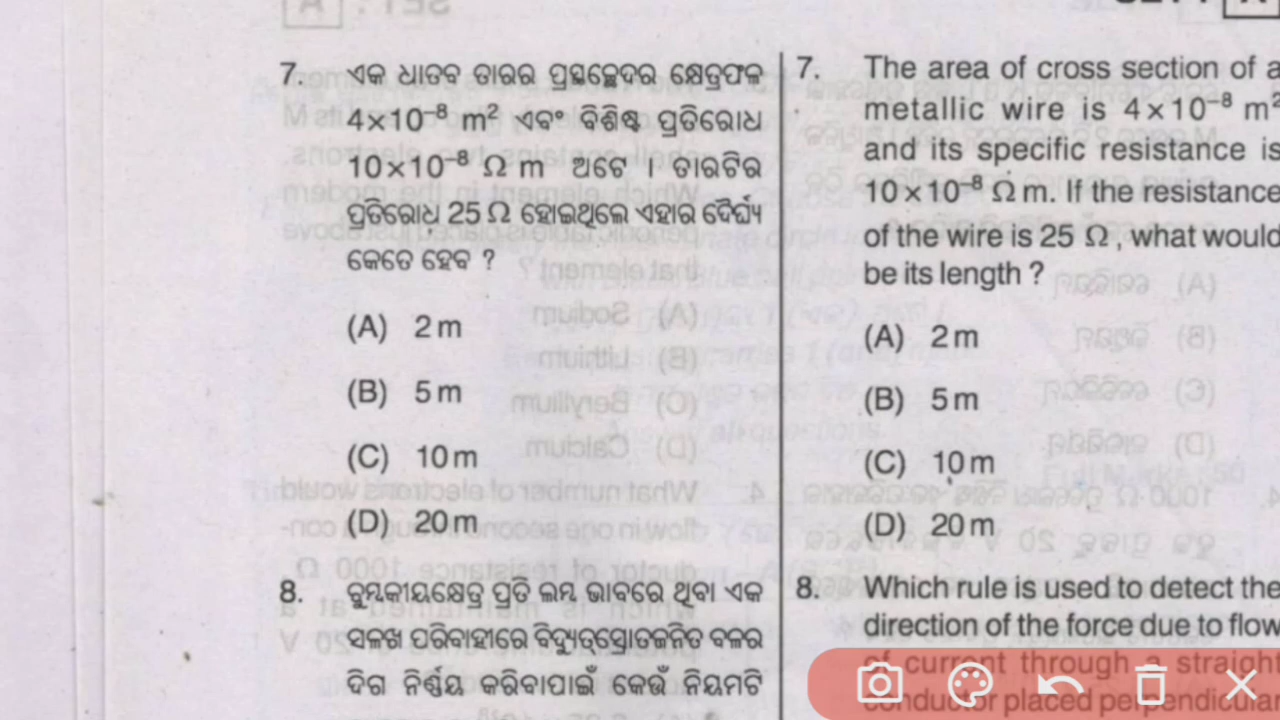 7. ଏକ ଧାତବ ତାରର ପ୍ରସ୍ଥଚ୍ଛେଦର କ୍ଷେତ୍ରଫଳ
4×10⁻⁸ m² ଏବଂ ବିଶିଷ୍ଟ ପ୍ରତିରୋଧ
10×10⁻⁸ Ω m ଅଟେ । ତାରଟିର
ପ୍ରତିରୋଧ 25 Ω ହୋଇଥିଲେ ଏହାର ଦୈର୍ଘ୍ୟ
କେତେ ହେବ ?
(A) 2 m
(B) 5 m
(C) 10 m
(D) 20 m
8. ଚୁମ୍ବକୀୟକ୍ଷେତ୍ର ପ୍ରତି ଲମ୍ବ ଭାବରେ ଥିବା ଏକ
ସଳଖ ପରିବାହୀରେ ବିଦ୍ୟୁତ୍‌ସ୍ରୋତଜନିତ ବଳର
ଦିଗ ନିର୍ଣ୍ଣୟ କରିବାପାଇଁ କେଉଁ ନିୟମଟି
7. The area of cross section of a
metallic wire is 4×10⁻⁸ m²
and its specific resistance is
10×10⁻⁸ Ω m. If the resistance
of the wire is 25 Ω, what would
be its length ?
(A) 2 m
(B) 5 m
(C) 10 m
(D) 20 m
8. Which rule is used to detect the
direction of the force due to flow
of current through a straight
conductor placed perpendicular